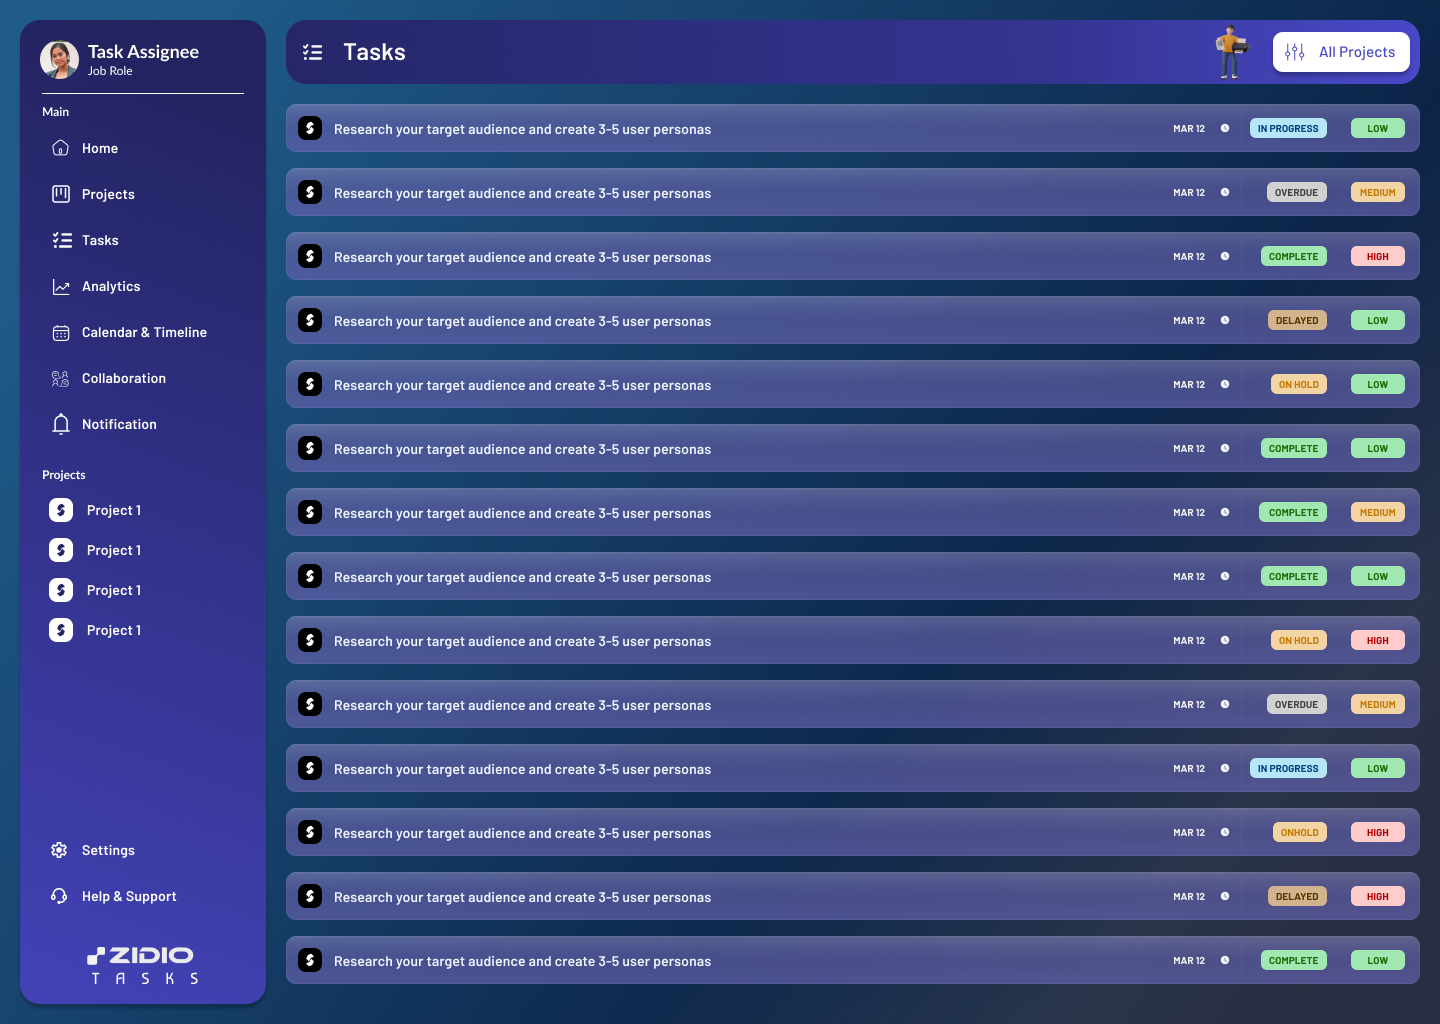 Task Assignee
Job Role
Main
Home
Projects
Tasks
Analytics
Calendar & Timeline
Collaboration
Notification
Projects
Project 1
Project 1
Project 1
Project 1
Settings
Help & Support
ZIDIO
TASKS
Tasks
All Projects
Research your target audience and create 3-5 user personas MAR 12 IN PROGRESS LOW
Research your target audience and create 3-5 user personas MAR 12 OVERDUE MEDIUM
Research your target audience and create 3-5 user personas MAR 12 COMPLETE HIGH
Research your target audience and create 3-5 user personas MAR 12 DELAYED LOW
Research your target audience and create 3-5 user personas MAR 12 ON HOLD LOW
Research your target audience and create 3-5 user personas MAR 12 COMPLETE LOW
Research your target audience and create 3-5 user personas MAR 12 COMPLETE MEDIUM
Research your target audience and create 3-5 user personas MAR 12 COMPLETE LOW
Research your target audience and create 3-5 user personas MAR 12 ON HOLD HIGH
Research your target audience and create 3-5 user personas MAR 12 OVERDUE MEDIUM
Research your target audience and create 3-5 user personas MAR 12 IN PROGRESS LOW
Research your target audience and create 3-5 user personas MAR 12 ONHOLD HIGH
Research your target audience and create 3-5 user personas MAR 12 DELAYED HIGH
Research your target audience and create 3-5 user personas MAR 12 COMPLETE LOW